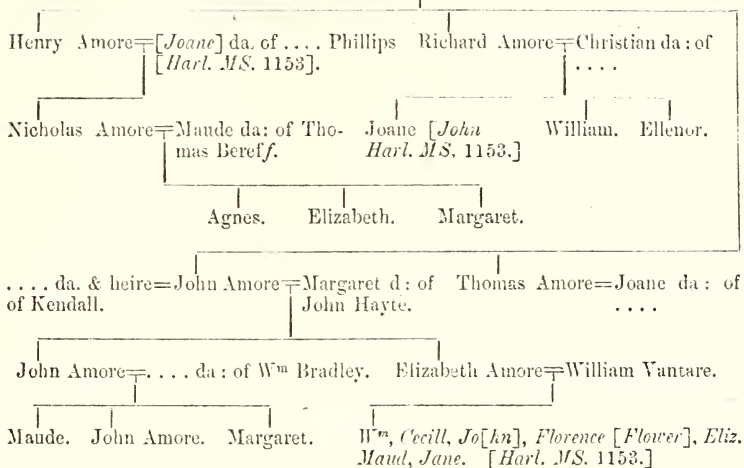 Henry Amore=[Joane] da. of .... Phillips Richard Amore=Christian da: of
[Harl. MS. 1153]. ....
Nicholas Amore=Maude da: of Tho- Joane [John William. Ellenor.
mas Bereff. Harl. MS. 1153.]
Agnes. Elizabeth. Margaret.
.... da. & heire=John Amore=Margaret d: of Thomas Amore=Joane da: of
of Kendall. John Hayte. ....
John Amore=.... da: of Wm Bradley. Elizabeth Amore=William Vantare.
Maude. John Amore. Margaret. Wm, Cecill, Jo[hn], Florence [Flower], Eliz.
Maud, Jane. [Harl. MS. 1153.]